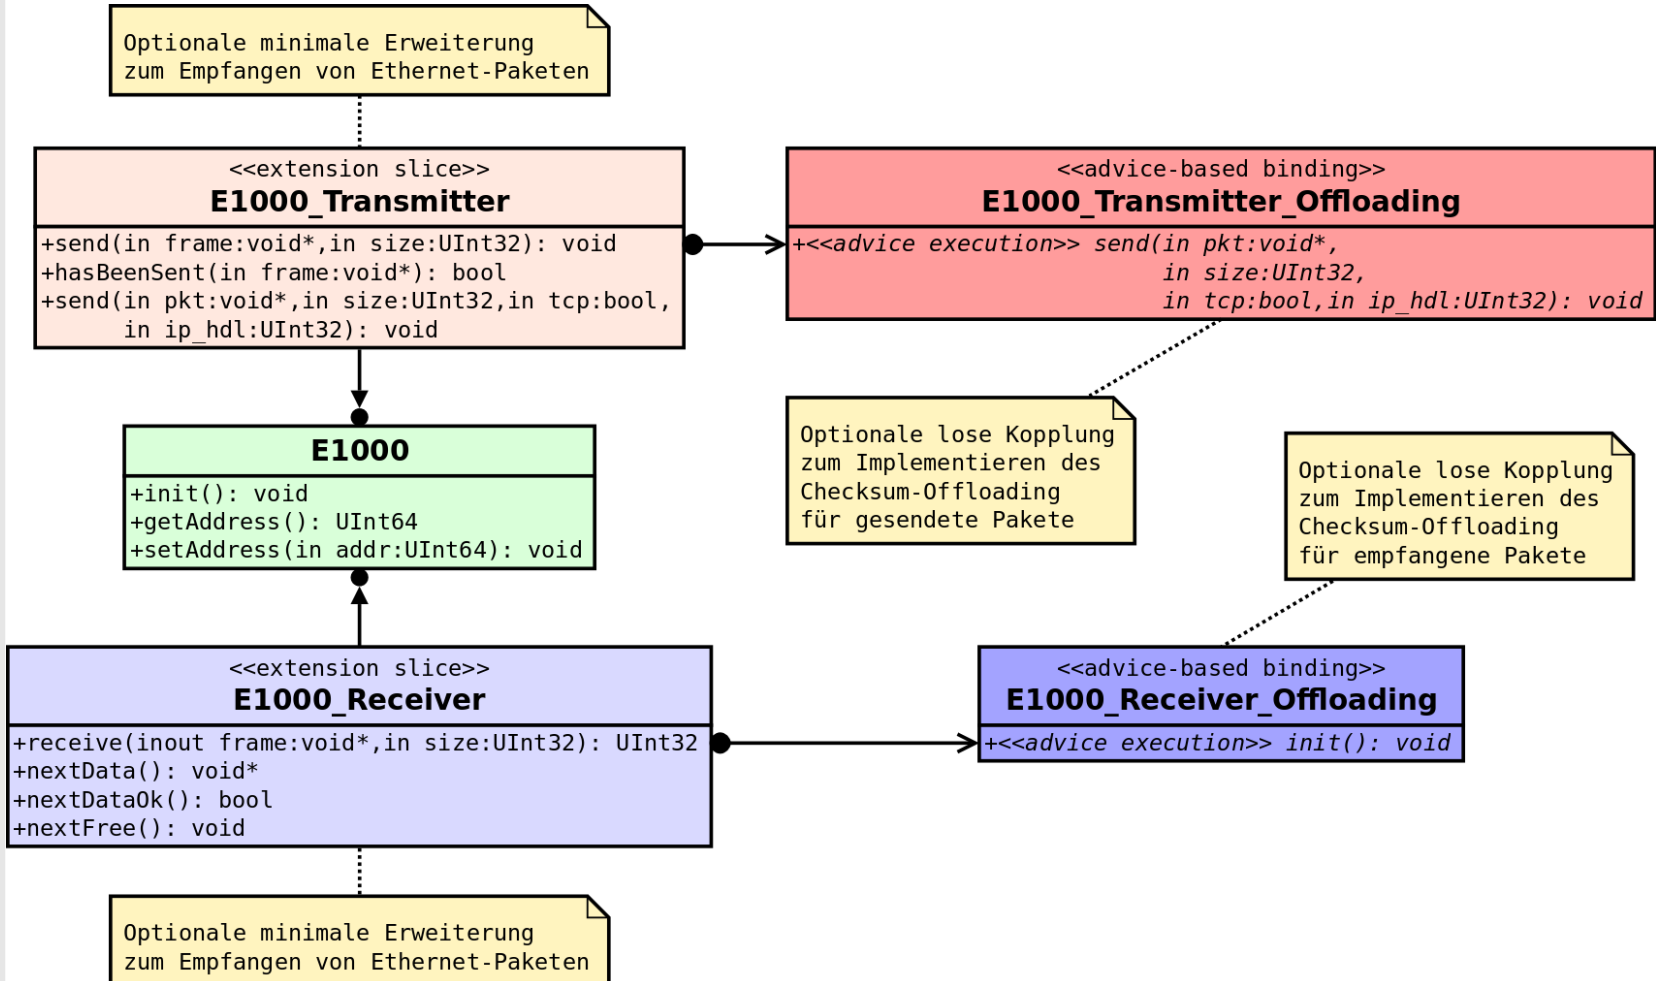 Optionale minimale Erweiterung
zum Empfangen von Ethernet-Paketen
<<extension slice>>
E1000_Transmitter
+send(in frame:void*,in size:UInt32): void
+hasBeenSent(in frame:void*): bool
+send(in pkt:void*,in size:UInt32,in tcp:bool,
in ip_hdl:UInt32): void
<<advice-based binding>>
E1000_Transmitter_Offloading
+<<advice execution>> send(in pkt:void*,
in size:UInt32,
in tcp:bool,in ip_hdl:UInt32): void
E1000
+init(): void
+getAddress(): UInt64
+setAddress(in addr:UInt64): void
Optionale lose Kopplung
zum Implementieren des
Checksum-Offloading
für gesendete Pakete
Optionale lose Kopplung
zum Implementieren des
Checksum-Offloading
für empfangene Pakete
<<extension slice>>
E1000_Receiver
+receive(inout frame:void*,in size:UInt32): UInt32
+nextData(): void*
+nextDataOk(): bool
+nextFree(): void
<<advice-based binding>>
E1000_Receiver_Offloading
+<<advice execution>> init(): void
Optionale minimale Erweiterung
zum Empfangen von Ethernet-Paketen